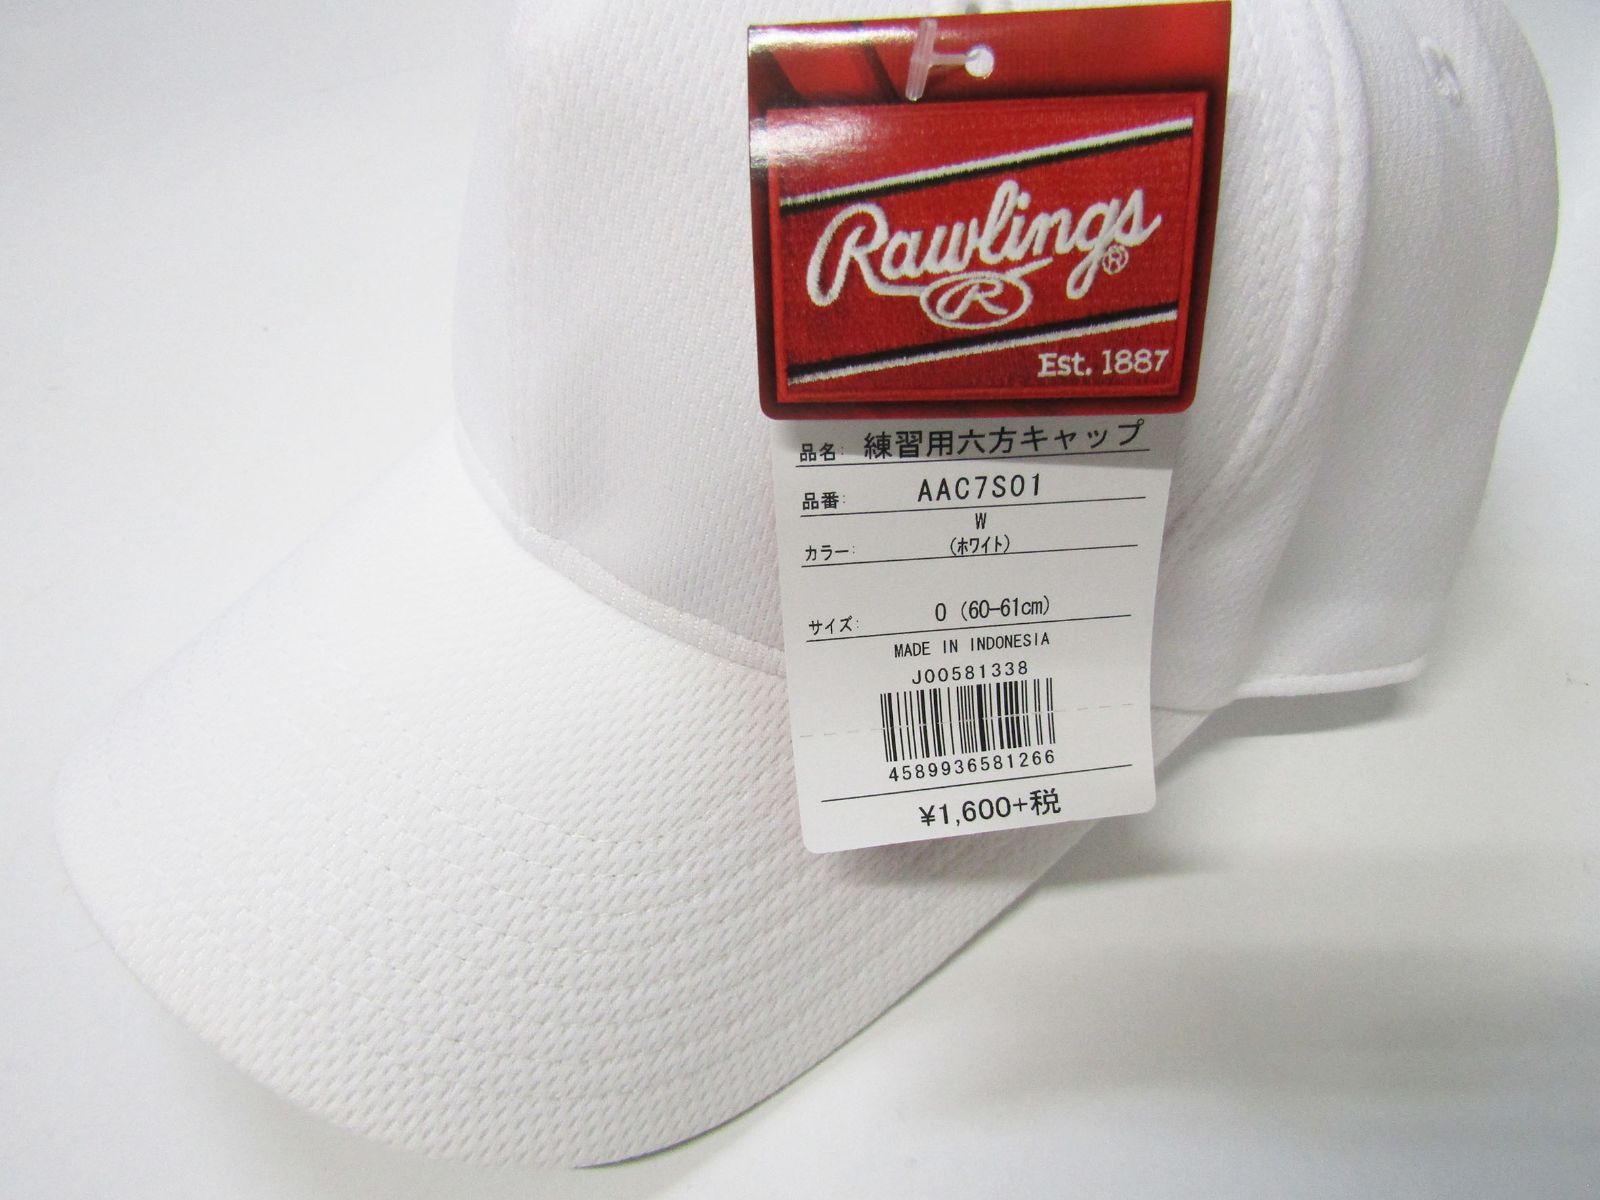 Rawlings®
R
Est. 1887
品名: 練習用六方キャップ
品番: AAC7S01
W
カラー: (ホワイト)
サイズ: O (60-61cm)
MADE IN INDONESIA
J00581338
4589936581266
¥1,600+税